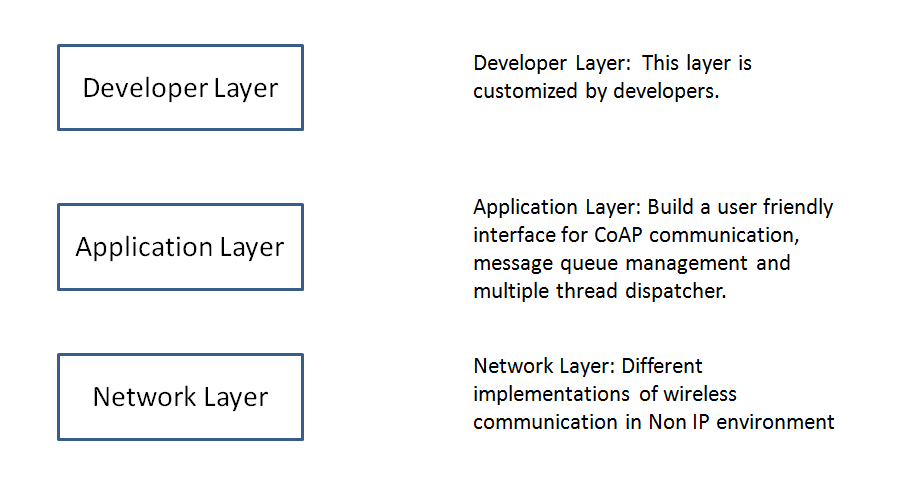 Developer Layer
Developer Layer: This layer is
customized by developers.
Application Layer
Application Layer: Build a user friendly
interface for CoAP communication,
message queue management and
multiple thread dispatcher.
Network Layer
Network Layer: Different
implementations of wireless
communication in Non IP environment